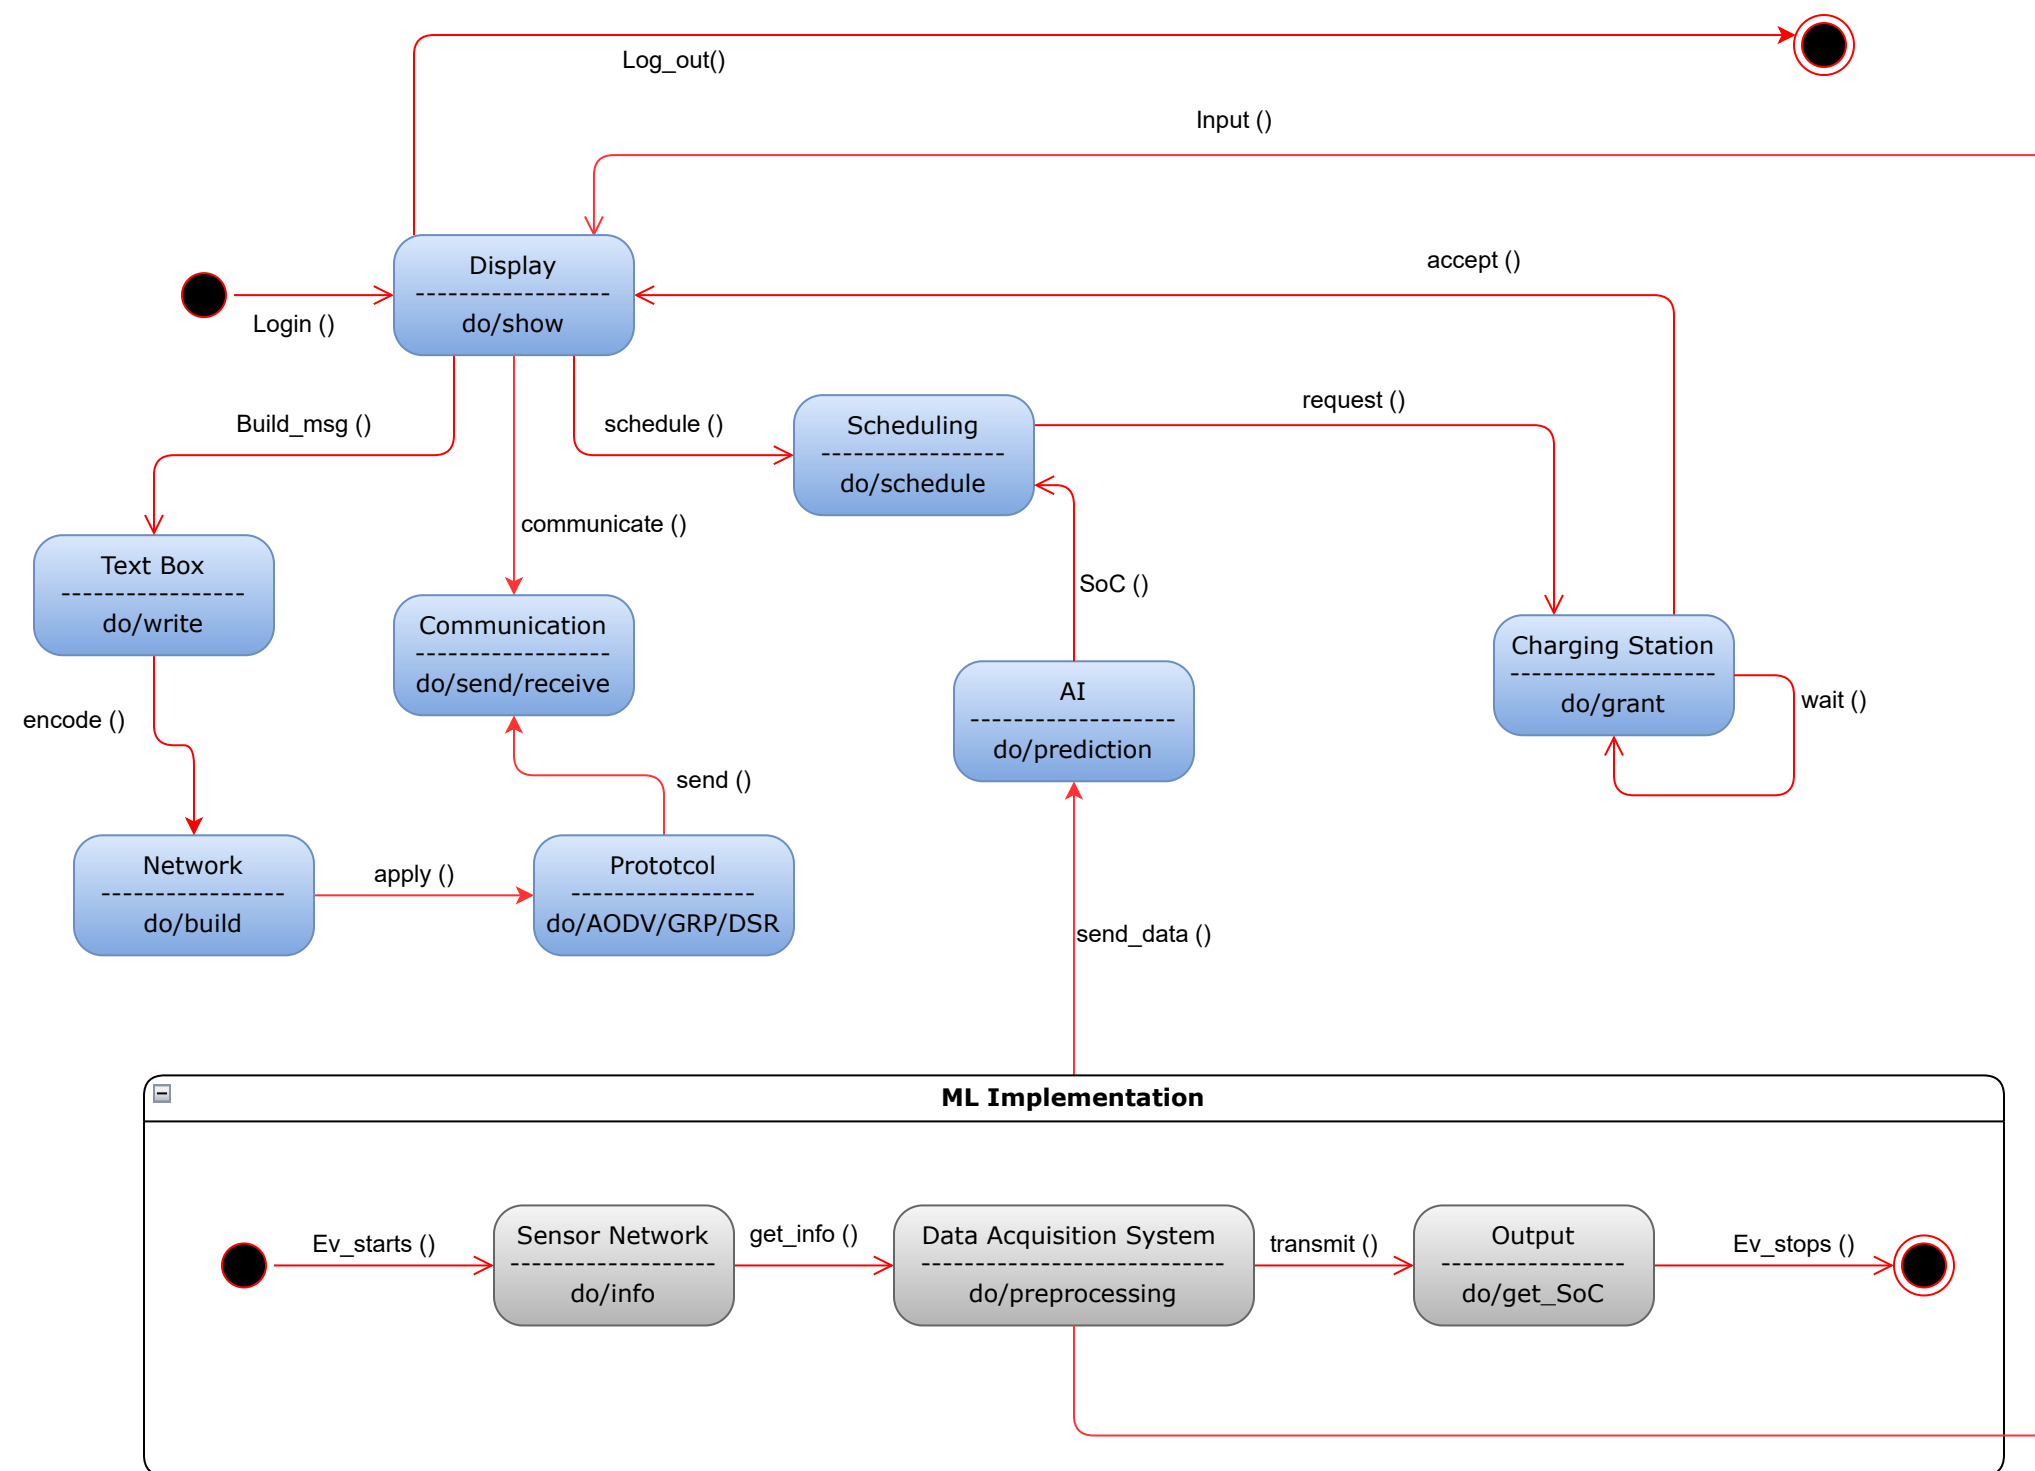 Log_out()
Input ()
accept ()
Display
--------------------
do/show
Login ()
Build_msg ()
schedule ()
Scheduling
-------------------
do/schedule
request ()
communicate ()
Text Box
-------------------
do/write
SoC ()
Communication
--------------------
do/send/receive
Charging Station
---------------------
do/grant
wait ()
AI
---------------------
do/prediction
encode ()
send ()
Network
-------------------
do/build
apply ()
Prototcol
-------------------
do/AODV/GRP/DSR
send_data ()
ML Implementation
Ev_starts ()
Sensor Network
---------------------
do/info
get_info ()
Data Acquisition System
-------------------------------
do/preprocessing
transmit ()
Output
-------------------
do/get_SoC
Ev_stops ()